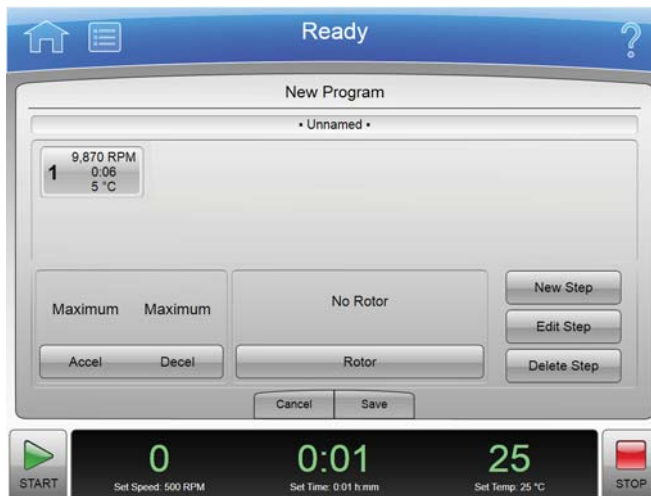 Ready
?
New Program
• Unnamed •
1
9,870 RPM
0:06
5 °C
Maximum Maximum
No Rotor
New Step
Edit Step
Accel Decel
Rotor
Delete Step
Cancel Save
START
0
Set Speed: 500 RPM
0:01
Set Time: 0:01 h:mm
25
Set Temp: 25 °C
STOP